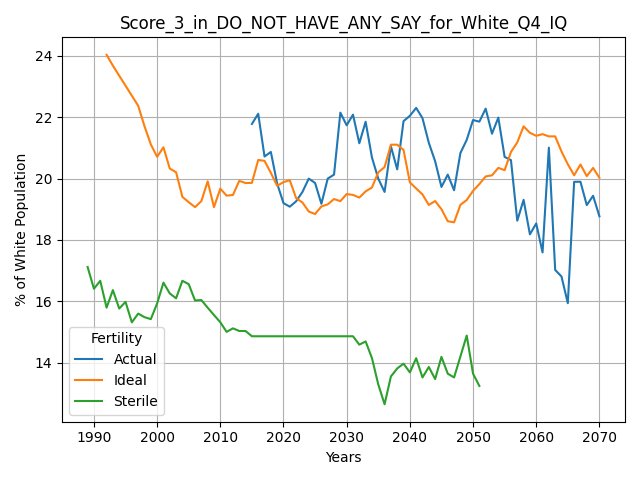 Score_3_in_DO_NOT_HAVE_ANY_SAY_for_White_Q4_IQ
% of White Population
24
22
20
18
16
14
Fertility
Actual
Ideal
Sterile
1990 2000 2010 2020 2030 2040 2050 2060 2070
Years